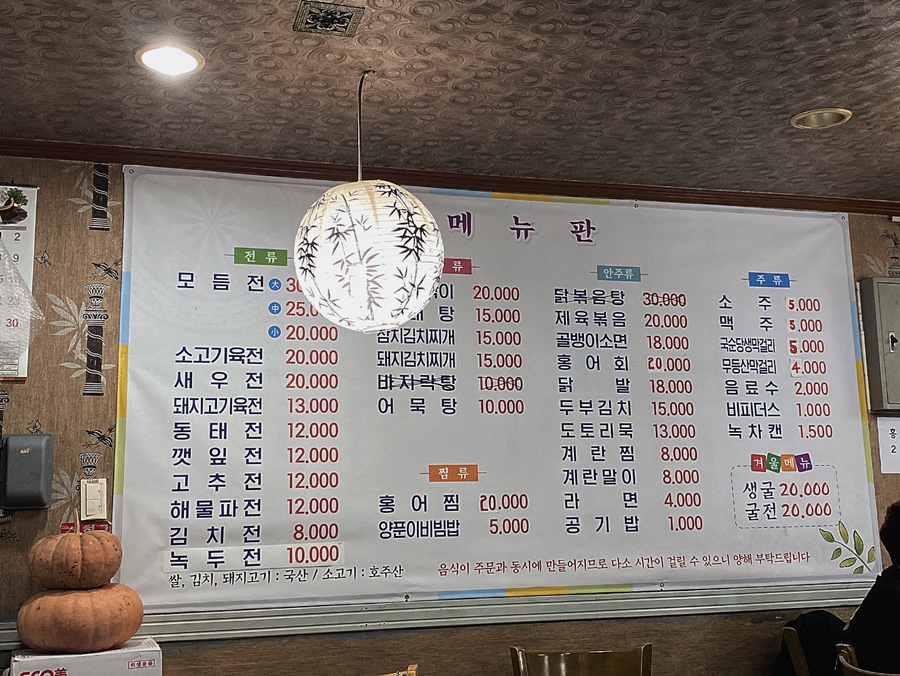 메 뉴 판
전 류
모 듬 전 大
中
小 20.000
소고기육전 20.000
새 우 전 20.000
돼지고기육전 13.000
동 태 전 12.000
깻 잎 전 12.000
고 추 전 12.000
해물파전 12.000
김 치 전 8.000
녹 두 전 10.000
쌀, 김치, 돼지고기 : 국산 / 소고기 : 호주산
류
20.000
탕 15.000
참치김치찌개 15.000
돼지김치찌개 15.000
바지락탕 10.000
어 묵 탕 10.000
찜 류
홍 어 찜 20.000
양푼이비빔밥 5.000
안주류
닭볶음탕 30.000
제육볶음 20.000
골뱅이소면 18.000
홍 어 회 20.000
닭 발 18.000
두부김치 15.000
도토리묵 13.000
계 란 찜 8.000
계란말이 8.000
라 면 4.000
공 기 밥 1.000
주 류
소 주 5,000
맥 주 5,000
국순당생막걸리 5.000
무등산막걸리 4.000
음료수 2.000
비피더스 1.000
녹차캔 1.500
겨울메뉴
생굴 20.000
굴전 20.000
음식이 주문과 동시에 만들어지므로 다소 시간이 걸릴 수 있으니 양해 부탁드립니다
2
9
30
홍
2
ECO美